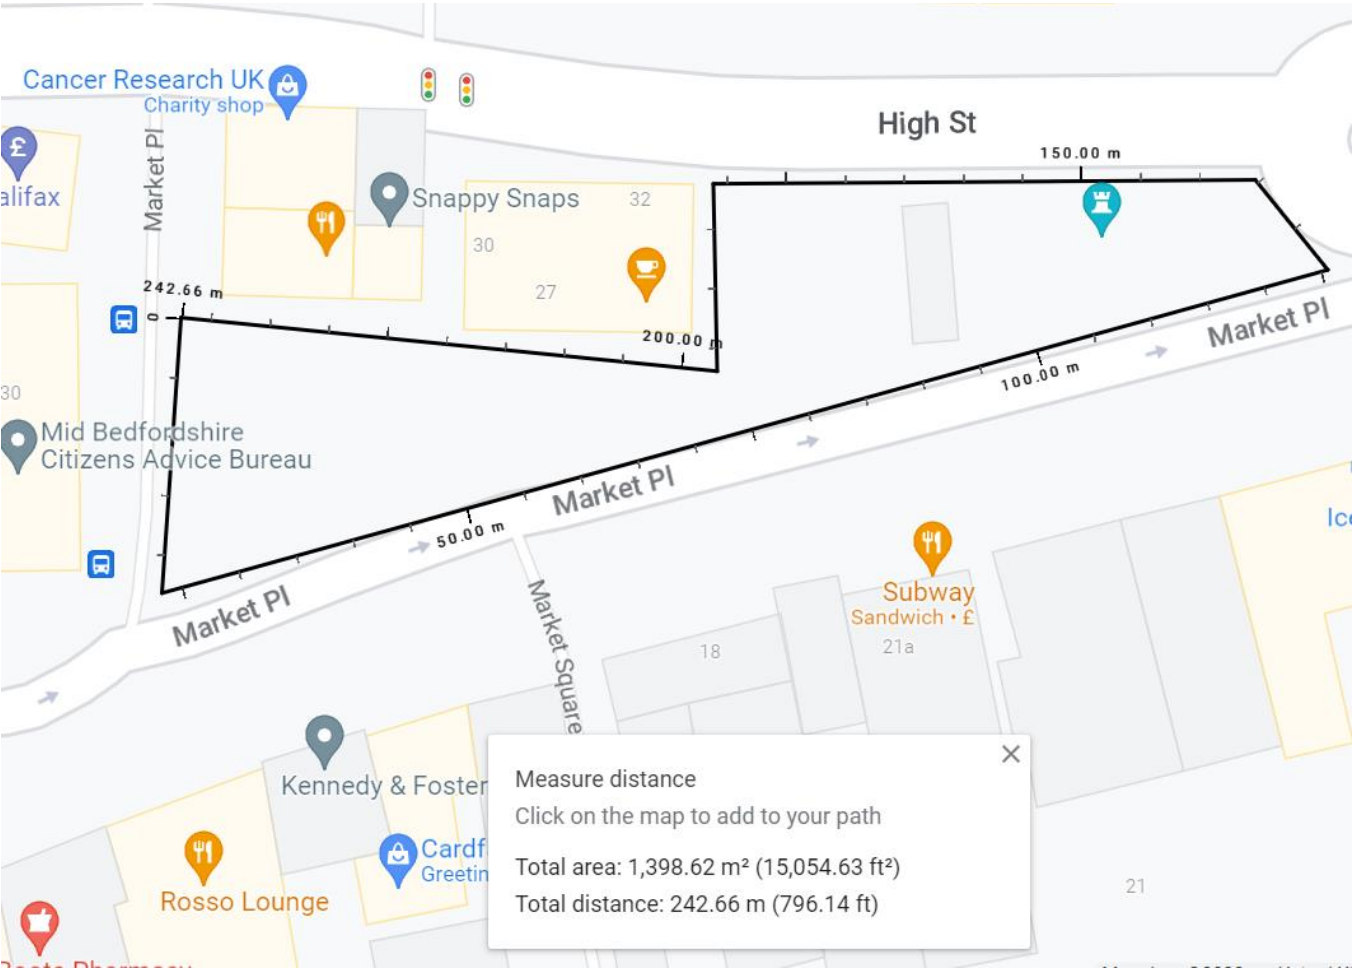 Cancer Research UK
Charity shop
High St
150.00 m
£
alifax
Market Pl
Snappy Snaps
32
30
27
242.66 m
0
200.00 m
Market Pl
100.00 m
30
Mid Bedfordshire
Citizens Advice Bureau
Market Pl
50.00 m
Market Pl
Subway
Sandwich • £
Ice
Market Square
18
21a
Kennedy & Foster
Measure distance
Click on the map to add to your path
Total area: 1,398.62 m² (15,054.63 ft²)
Total distance: 242.66 m (796.14 ft)
Cardf
Greetin
Rosso Lounge
21